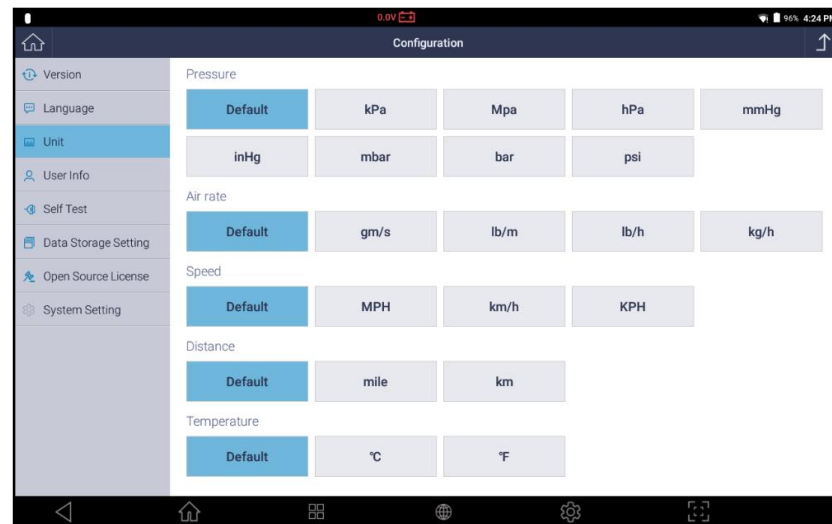 0.0V
96% 4:24 PM
Configuration
Version
Language
Unit
User Info
Self Test
Data Storage Setting
Open Source License
System Setting
Pressure
Default kPa Mpa hPa mmHg
inHg mbar bar psi
Air rate
Default gm/s lb/m lb/h kg/h
Speed
Default MPH km/h KPH
Distance
Default mile km
Temperature
Default °C °F